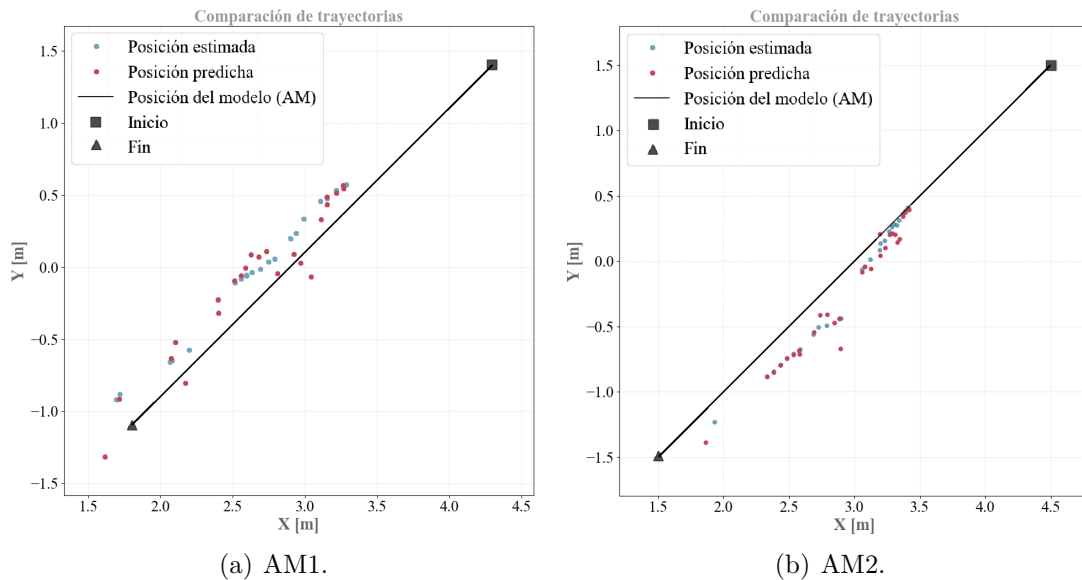 Comparación de trayectorias
Posición estimada
Posición predicha
Posición del modelo (AM)
Inicio
Fin
1.5
1.0
0.5
0.0
−0.5
−1.0
−1.5
Y [m]
1.5 2.0 2.5 3.0 3.5 4.0 4.5
X [m]
(a) AM1.
Comparación de trayectorias
Posición estimada
Posición predicha
Posición del modelo (AM)
Inicio
Fin
1.5
1.0
0.5
0.0
−0.5
−1.0
−1.5
Y [m]
1.5 2.0 2.5 3.0 3.5 4.0 4.5
X [m]
(b) AM2.